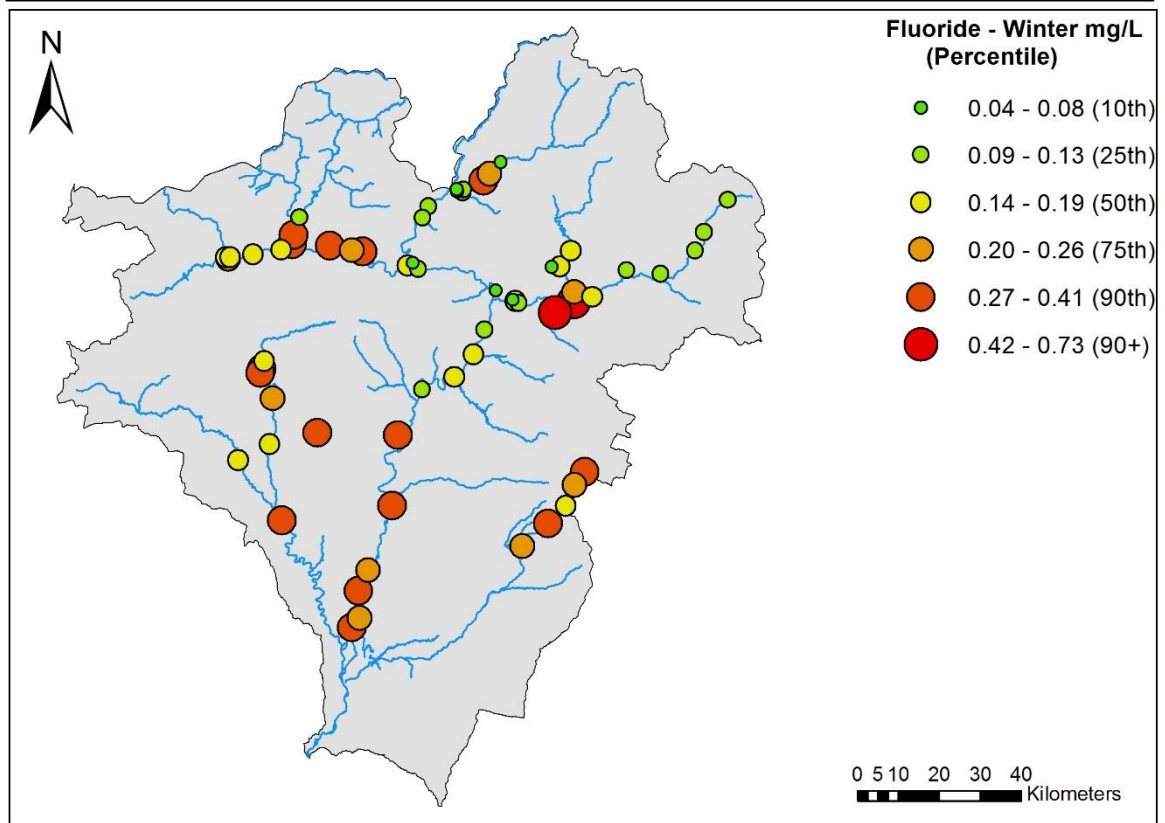 N
Fluoride - Winter mg/L
(Percentile)
0.04 - 0.08 (10th)
0.09 - 0.13 (25th)
0.14 - 0.19 (50th)
0.20 - 0.26 (75th)
0.27 - 0.41 (90th)
0.42 - 0.73 (90+)
0 5 10 20 30 40
Kilometers